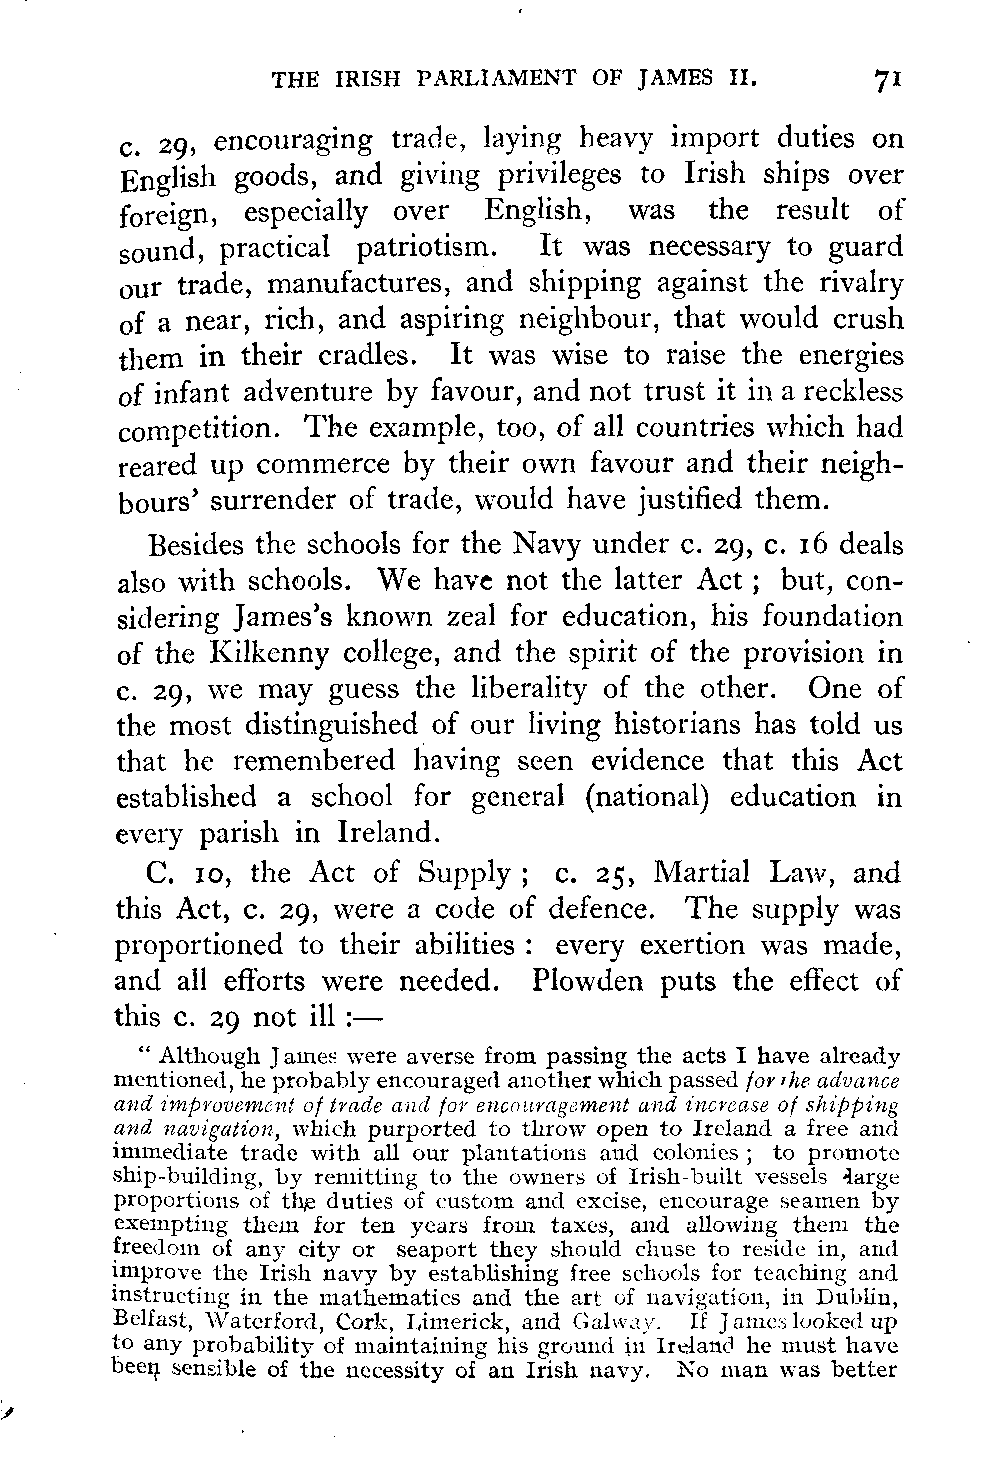 THE IRISH PARLIAMENT OF JAMES II. 71
c. 29, encouraging trade, laying heavy import duties on
English goods, and giving privileges to Irish ships over
foreign, especially over English, was the result of
sound, practical patriotism. It was necessary to guard
our trade, manufactures, and shipping against the rivalry
of a near, rich, and aspiring neighbour, that would crush
them in their cradles. It was wise to raise the energies
of infant adventure by favour, and not trust it in a reckless
competition. The example, too, of all countries which had
reared up commerce by their own favour and their neigh-
bours' surrender of trade, would have justified them.
Besides the schools for the Navy under c. 29, c. 16 deals
also with schools. We have not the latter Act ; but, con-
sidering James's known zeal for education, his foundation
of the Kilkenny college, and the spirit of the provision in
c. 29, we may guess the liberality of the other. One of
the most distinguished of our living historians has told us
that he remembered having seen evidence that this Act
established a school for general (national) education in
every parish in Ireland.
C. 10, the Act of Supply ; c. 25, Martial Law, and
this Act, c. 29, were a code of defence. The supply was
proportioned to their abilities : every exertion was made,
and all efforts were needed. Plowden puts the effect of
this c. 29 not ill :—
" Although James were averse from passing the acts I have already
mentioned, he probably encouraged another which passed for the advance
and improvement of trade and for encouragement and increase of shipping
and navigation, which purported to throw open to Ireland a free and
immediate trade with all our plantations and colonies ; to promote
ship-building, by remitting to the owners of Irish-built vessels large
proportions of the duties of custom and excise, encourage seamen by
exempting them for ten years from taxes, and allowing them the
freedom of any city or seaport they should chuse to reside in, and
improve the Irish navy by establishing free schools for teaching and
instructing in the mathematics and the art of navigation, in Dublin,
Belfast, Waterford, Cork, Limerick, and Galway. If James looked up
to any probability of maintaining his ground in Ireland he must have
been sensible of the necessity of an Irish navy. No man was better